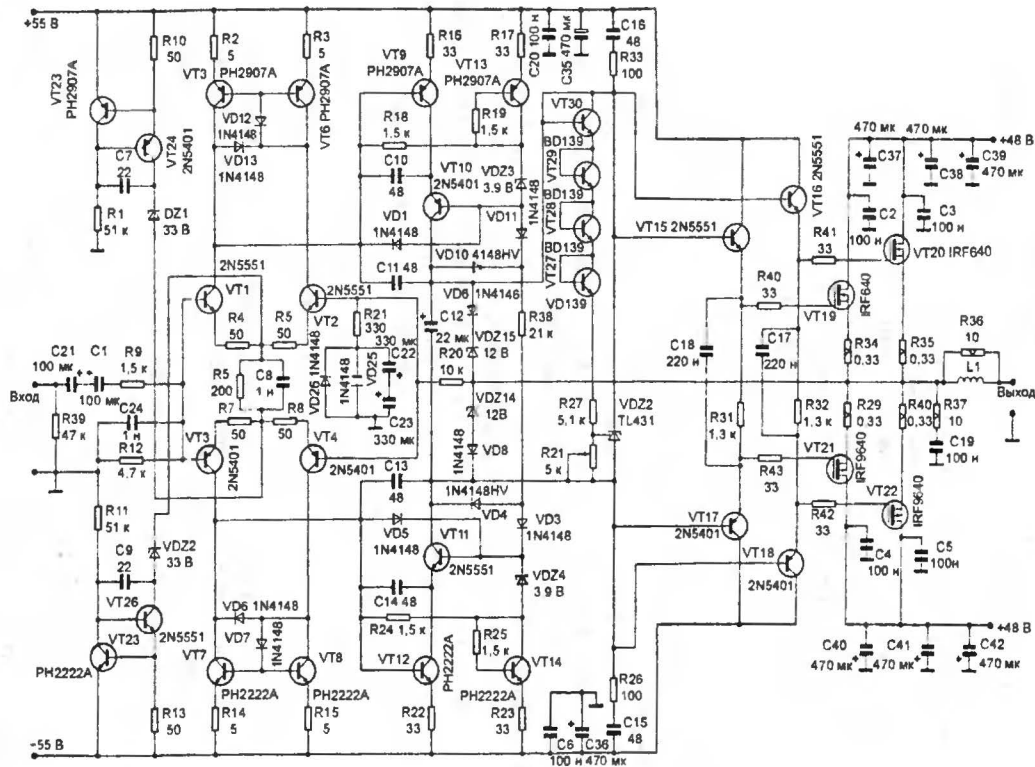 +55 В
R10
50
R2
5
R3
5
R16
33
R17
33
C20 100 н
C35 470 мк
C16
48
R33
100
VT23
PH2907A
VT24
2N5401
VT3
PH2907A
VT6 PH2907A
VD12
1N4148
VD13
1N4148
VT9
PH2907A
VT13
PH2907A
R18
1,5 к
R19
1,5 к
C10
48
VT10
2N5401
VDZ3
3.9 В
VD11
1N4148
VT30
BD139
VT29
BD139
VT28
BD139
VT27
VD139
C7
22
R1
51 к
DZ1
33 В
VD1
1N4148
VD10 4148HV
C11 48
VD6
1N4146
470 мк
470 мк
+48 В
C37
C38
C39
470 мк
VT16 2N5551
C2
100 н
C3
100 н
VT15 2N5551
R41
33
VT20 IRF640
R40
33
IRF640
VT19
2N5551
VT1
2N5551
VT2
R4
50
R5
50
R21
330
330 мк
C12
22 мк
VDZ15
12 В
R38
21 к
R20
10 к
C18
220 н
C17
220 н
R34
0,33
R35
0,33
R36
10
L1
C21
100 мк
C1
100 мк
R9
1,5 к
Вход
R39
47 к
C24
1 н
R12
4,7 к
R5
200
C8
1 н
VD26 1N4148
1N4148
VD25
C22
C23
330 мк
R7
50
R8
50
VT3
2N5401
VT4
2N5401
VDZ14
12В
1N4148
VD8
R27
5,1 к
VDZ2
TL431
R21
5 к
R31
1,3 к
R32
1,3 к
R29
0,33
R40
0,33
R37
10
C19
100 н
Выход
VT21
IRF9640
R43
33
VT22
IRF9640
R42
33
C13
48
1N4148HV
VD4
VD5
1N4148
VT11
2N5551
VD3
1N4148
VDZ4
3 9 В
VT17
2N5401
VT18
2N5401
C4
100 н
C5
100н
R11
51 к
C9
22
VDZ2
33 В
VT26
2N5551
VT23
PH2222A
VD6 1N4148
VD7
1N4148
VT7
PH2222A
VT8
PH2222A
C14 48
R24 1,5 к
R25
1,5 к
VT12
PH2222A
VT14
PH2222A
+48 В
C40
470 мк
C41
470 мк
C42
470 мк
R13
50
R14
5
R15
5
R22
33
R23
33
R26
100
C15
48
C6
100 н
C36
470 мк
-55 В